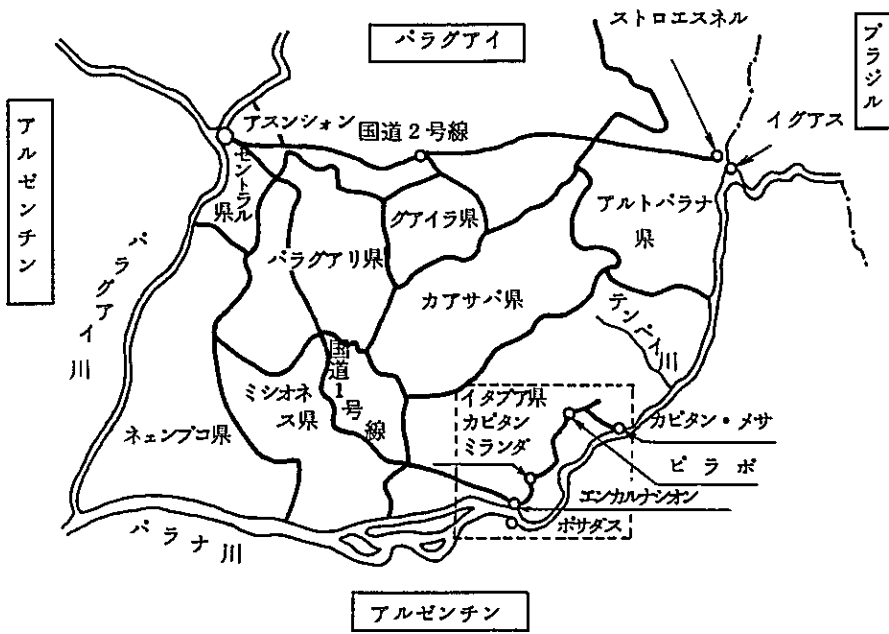 パラグアイ
ストロエスネル
ブラジル
アルゼンチン
アスンション
国道2号線
イグアス
セントラル県
グアイラ県
アルトパラナ県
パラグアリ県
パラグアイ川
カアサパ県
テンペイ川
国道1号線
ミシオネス県
イタプア県
カピタン
ミランダ
ネェンブコ県
カピタン・メサ
ピラポ
エンカルナシオン
ポサダス
パラナ川
アルゼンチン